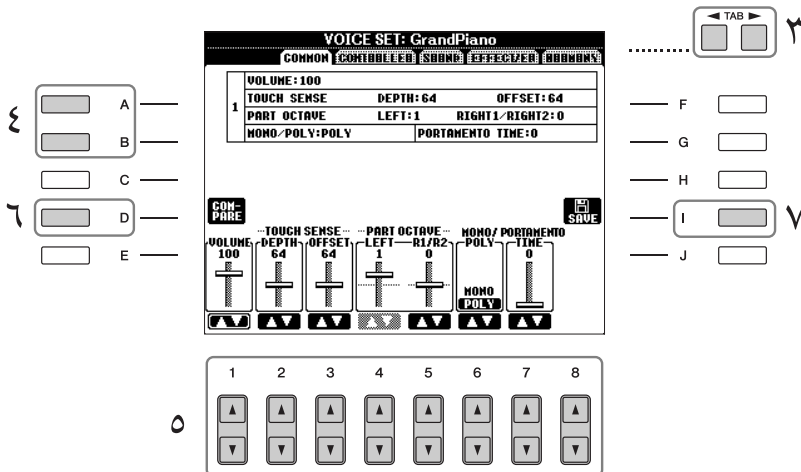 ◄ TAB ►
٣
VOICE SET: GrandPiano
COMMON CONTROLLER SOUND EFFECT/EQ HARMONY
1
VOLUME:100
TOUCH SENSE DEPTH:64 OFFSET:64
PART OCTAVE LEFT:1 RIGHT1/RIGHT2:0
MONO/POLY:POLY PORTAMENTO TIME:0
٤
A
B
C
٦
D
E
F
G
H
I
٧
J
COM-
PARE
SAVE
TOUCH SENSE PART OCTAVE MONO/ PORTAMENTO
VOLUME DEPTH OFFSET LEFT R1/R2 POLY TIME
100 64 64 1 0 0
MONO
POLY
1 2 3 4 5 6 7 8
٥